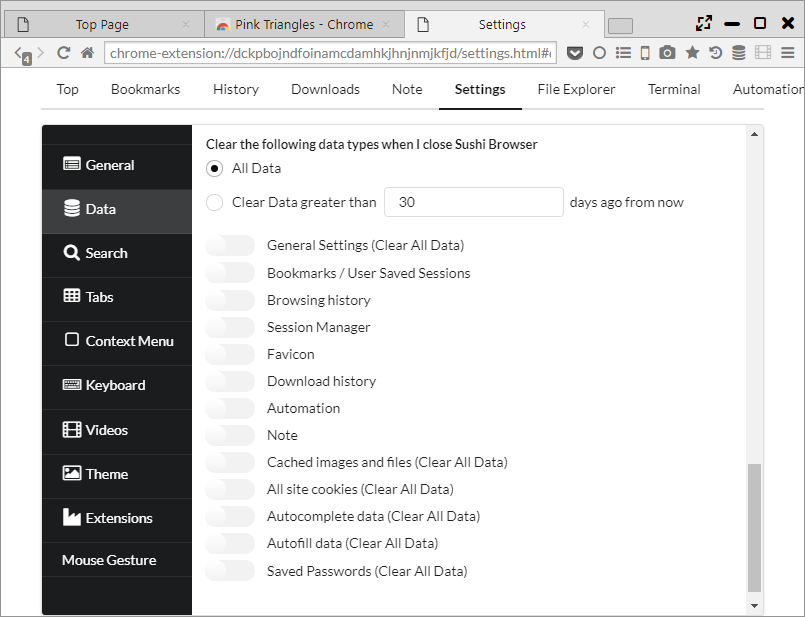 Top Page
Pink Triangles - Chrome
Settings
4
chrome-extension://dckpbojndfoinamcdamhkjhnjnmjkfjd/settings.html#
Top Bookmarks History Downloads Note Settings File Explorer Terminal Automation
General
Data
Search
Tabs
Context Menu
Keyboard
Videos
Theme
Extensions
Mouse Gesture
Clear the following data types when I close Sushi Browser
All Data
Clear Data greater than 30 days ago from now
General Settings (Clear All Data)
Bookmarks / User Saved Sessions
Browsing history
Session Manager
Favicon
Download history
Automation
Note
Cached images and files (Clear All Data)
All site cookies (Clear All Data)
Autocomplete data (Clear All Data)
Autofill data (Clear All Data)
Saved Passwords (Clear All Data)